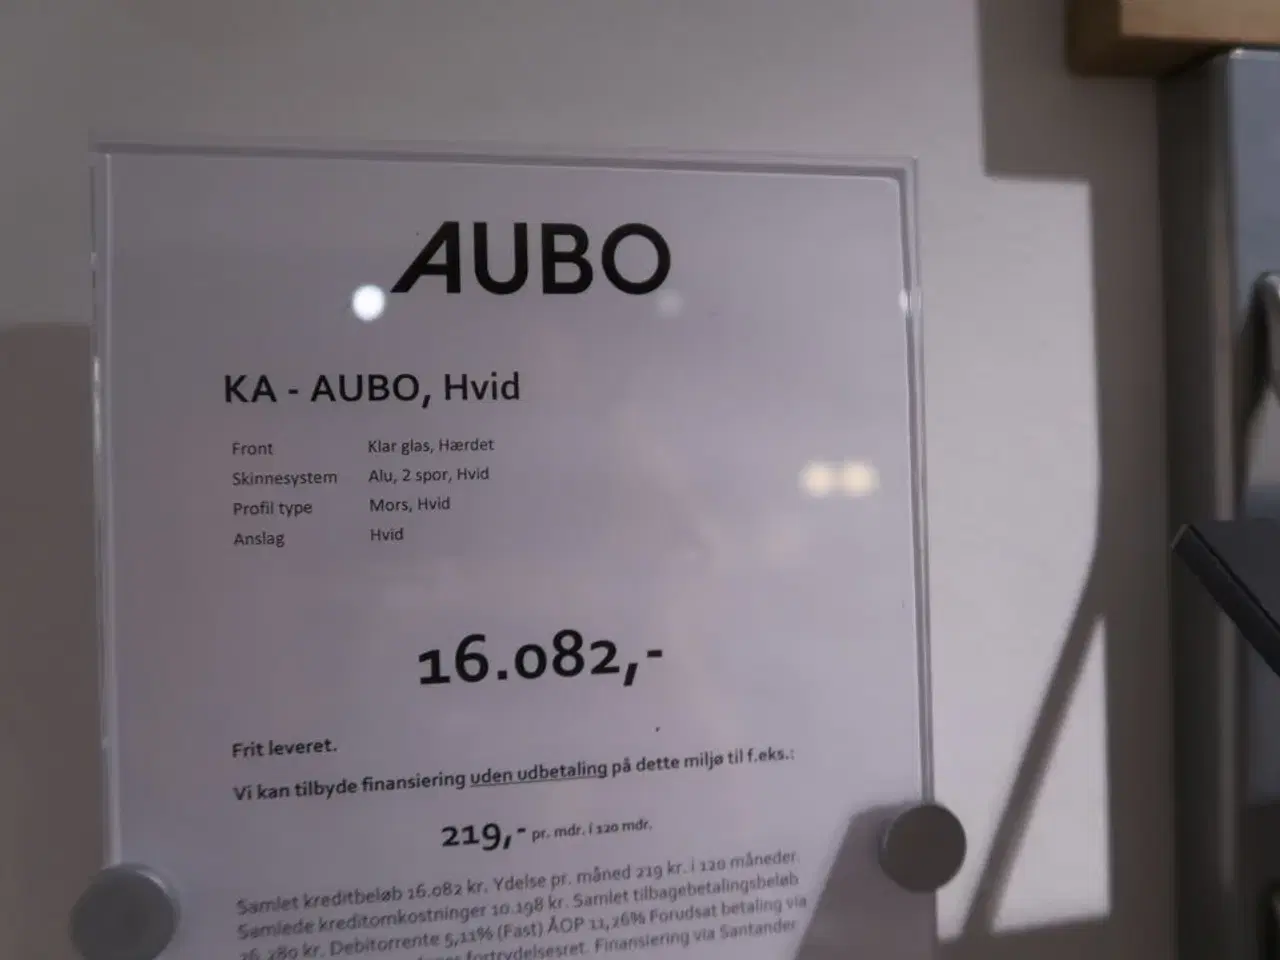 AUBO
KA - AUBO, Hvid
Front Klar glas, Hærdet
Skinnesystem Alu, 2 spor, Hvid
Profil type Mors, Hvid
Anslag Hvid
16.082,-
Frit leveret.
Vi kan tilbyde finansiering uden udbetaling på dette miljø til f.eks.:
219,- pr. mdr. i 120 mdr.
Samlet kreditbeløb 16.082 kr. Ydelse pr. måned 219 kr. i 120 måneder.
Samlede kreditomkostninger 10.198 kr. Samlet tilbagebetalingsbeløb
26.280 kr. Debitorrente 5,11% (Fast) ÅOP 11,26% Forudsat betaling via
fortrydelsesret. Finansiering via Santander